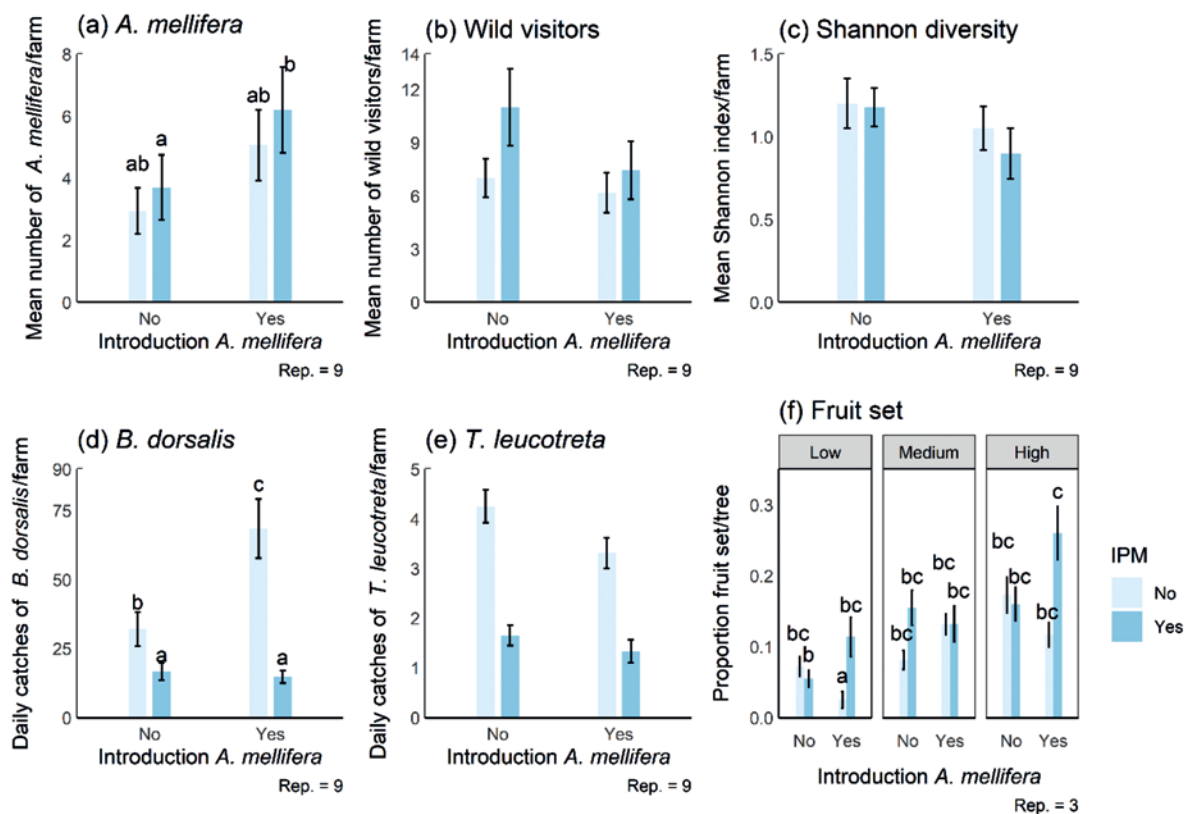 (a) A. mellifera
Mean number of A. mellifera/farm
8
6
4
2
0
ab
a
ab
b
No
Yes
Introduction A. mellifera
Rep. = 9
(b) Wild visitors
Mean number of wild visitors/farm
14
12
9
6
3
0
No
Yes
Introduction A. mellifera
Rep. = 9
(c) Shannon diversity
Mean Shannon index/farm
1.5
1.0
0.5
0.0
No
Yes
Introduction A. mellifera
Rep. = 9
(d) B. dorsalis
Daily catches of B. dorsalis/farm
90
75
50
25
0
b
a
c
a
No
Yes
Introduction A. mellifera
Rep. = 9
(e) T. leucotreta
Daily catches of T. leucotreta/farm
5
4
3
2
1
0
No
Yes
Introduction A. mellifera
Rep. = 9
(f) Fruit set
Low
Medium
High
Proportion fruit set/tree
0.3
0.2
0.1
0.0
bc
b
a
bc
bc
bc
bc
bc
bc
bc
bc
c
No
Yes
No
Yes
No
Yes
Introduction A. mellifera
Rep. = 3
IPM
No
Yes